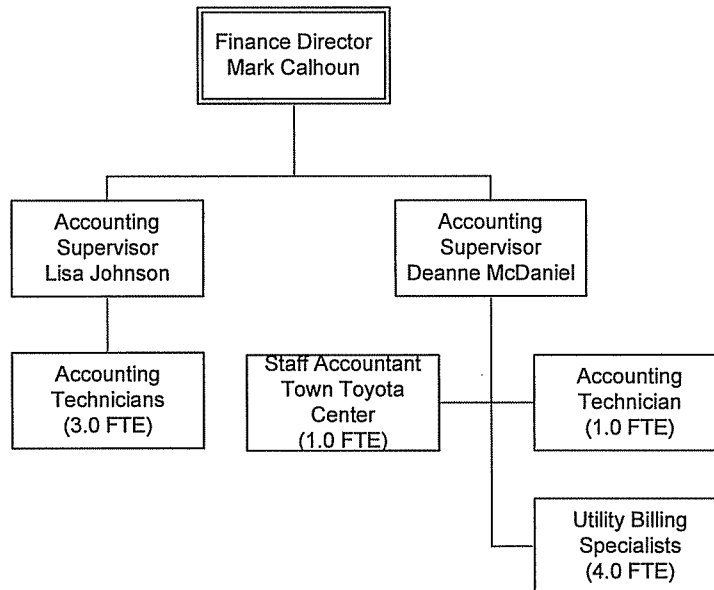 Finance Director
Mark Calhoun
Accounting
Supervisor
Lisa Johnson
Accounting
Supervisor
Deanne McDaniel
Accounting
Technicians
(3.0 FTE)
Staff Accountant
Town Toyota
Center
(1.0 FTE)
Accounting
Technician
(1.0 FTE)
Utility Billing
Specialists
(4.0 FTE)